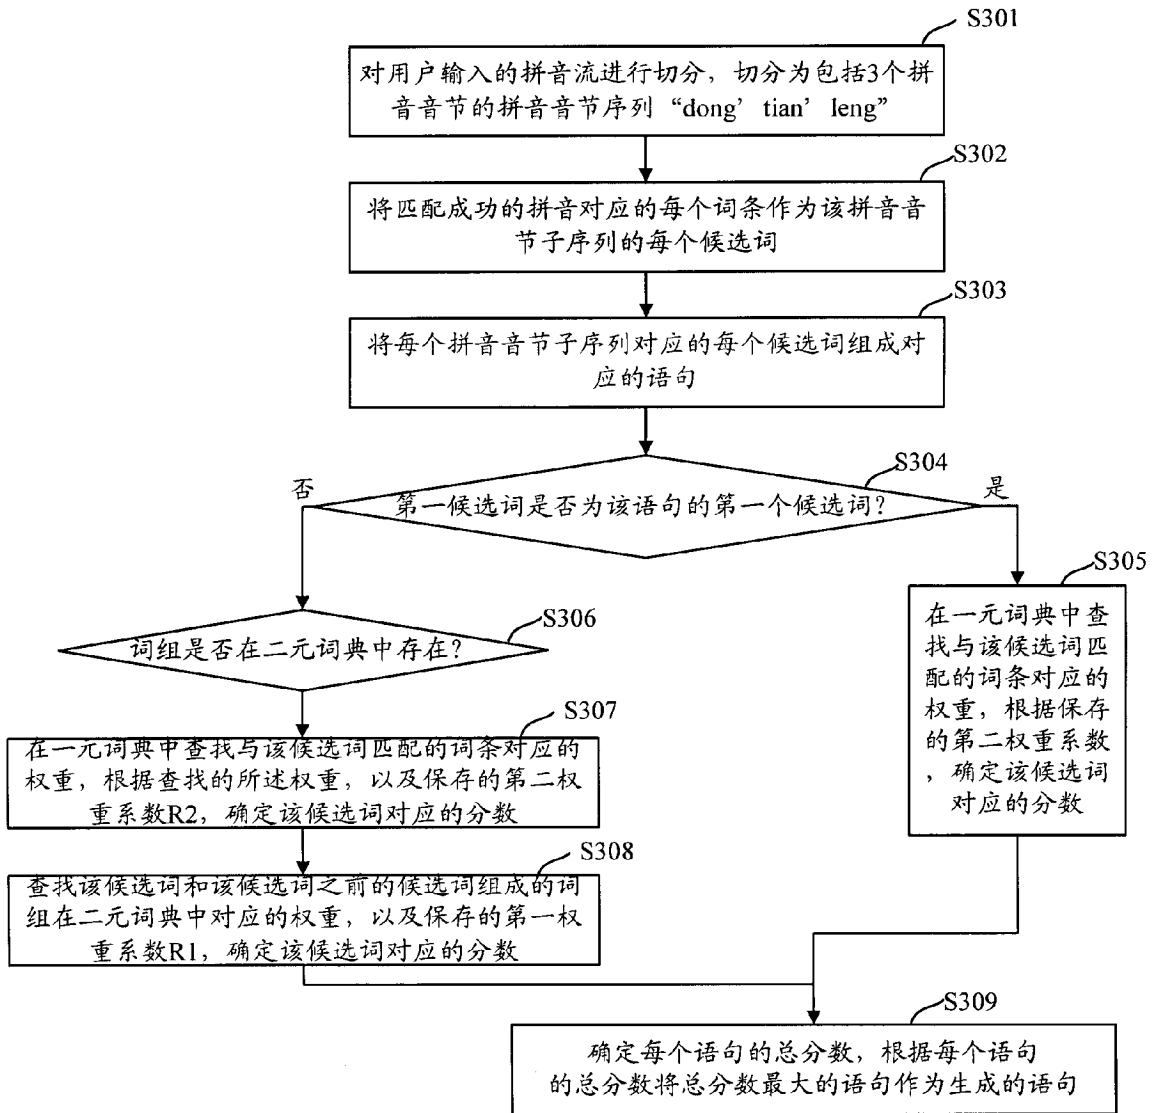 S301
对用户输入的拼音流进行切分，切分为包括3个拼
音音节的拼音音节序列“dong’ tian’ leng”
S302
将匹配成功的拼音对应的每个词条作为该拼音音
节子序列的每个候选词
S303
将每个拼音音节子序列对应的每个候选词组成对
应的语句
S304
否
第一候选词是否为该语句的第一个候选词？
是
S305
在一元词典中查
找与该候选词匹
配的词条对应的
权重，根据保存
的第二权重系数
，确定该候选词
对应的分数
S306
词组是否在二元词典中存在？
S307
在一元词典中查找与该候选词匹配的词条对应的
权重，根据查找的所述权重，以及保存的第二权
重系数R2，确定该候选词对应的分数
S308
查找该候选词和该候选词之前的候选词组成的词
组在二元词典中对应的权重，以及保存的第一权
重系数R1，确定该候选词对应的分数
S309
确定每个语句的总分数，根据每个语句
的总分数将总分数最大的语句作为生成的语句